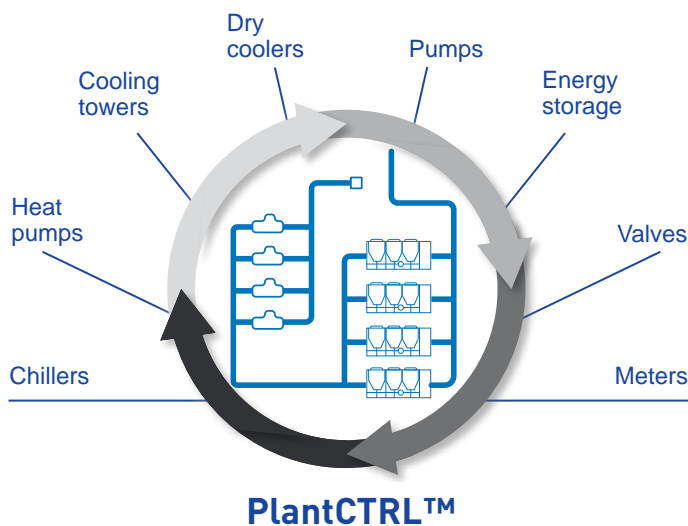 Dry
coolers
Pumps
Cooling
towers
Energy
storage
Heat
pumps
Valves
Chillers
Meters
PlantCTRL™